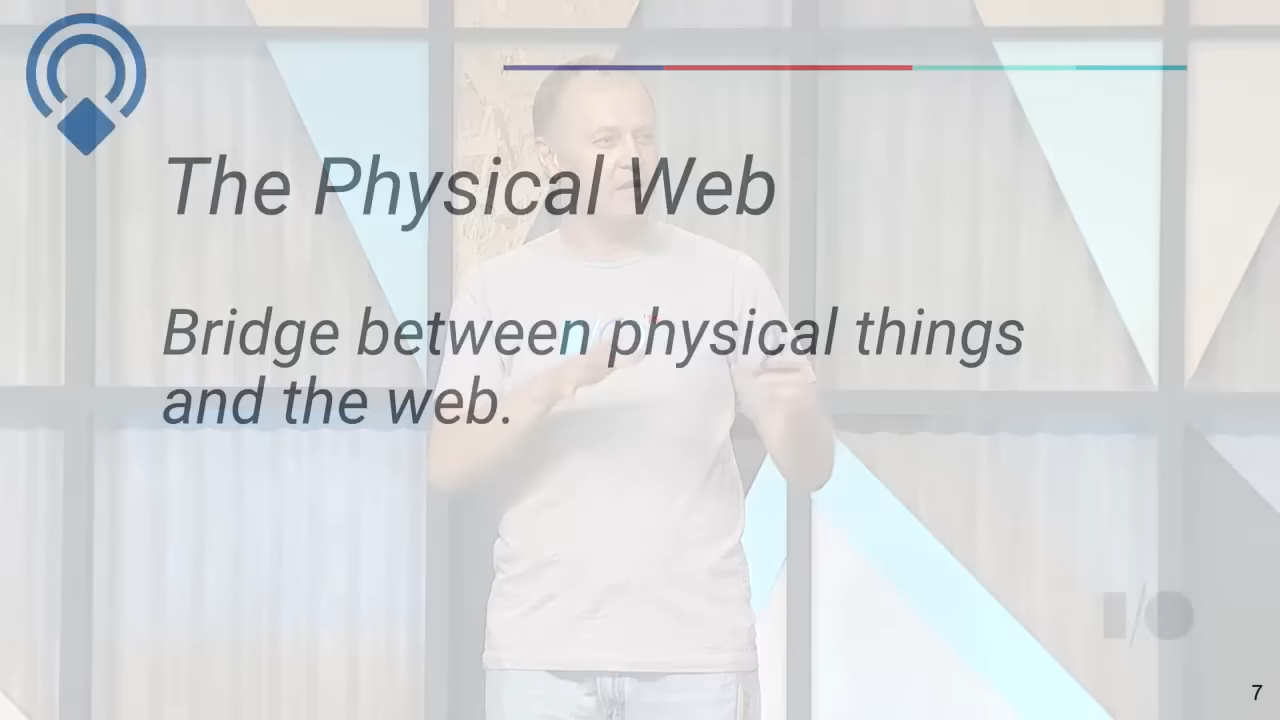 The Physical Web
Bridge between physical things
and the web.
I/O
7